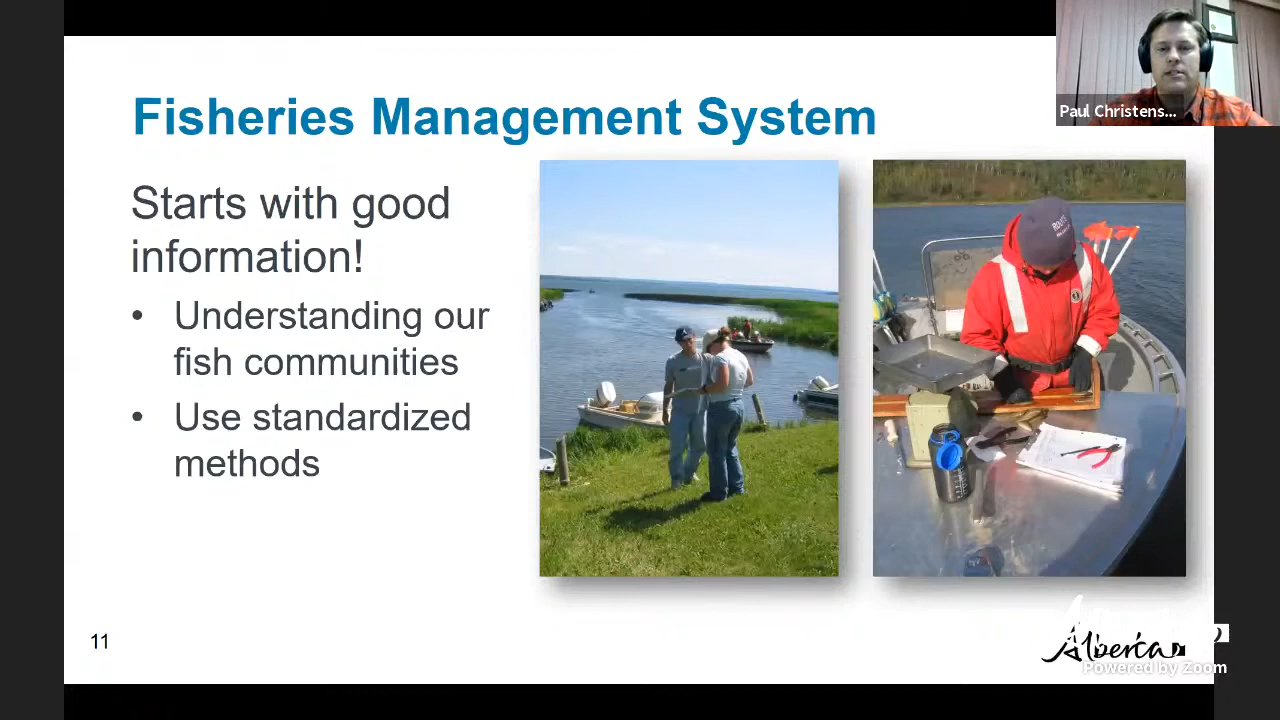 Fisheries Management System
Paul Christens...
Starts with good
information!
• Understanding our
fish communities
• Use standardized
methods
ROOTS
11
Alberta
Powered by Zoom